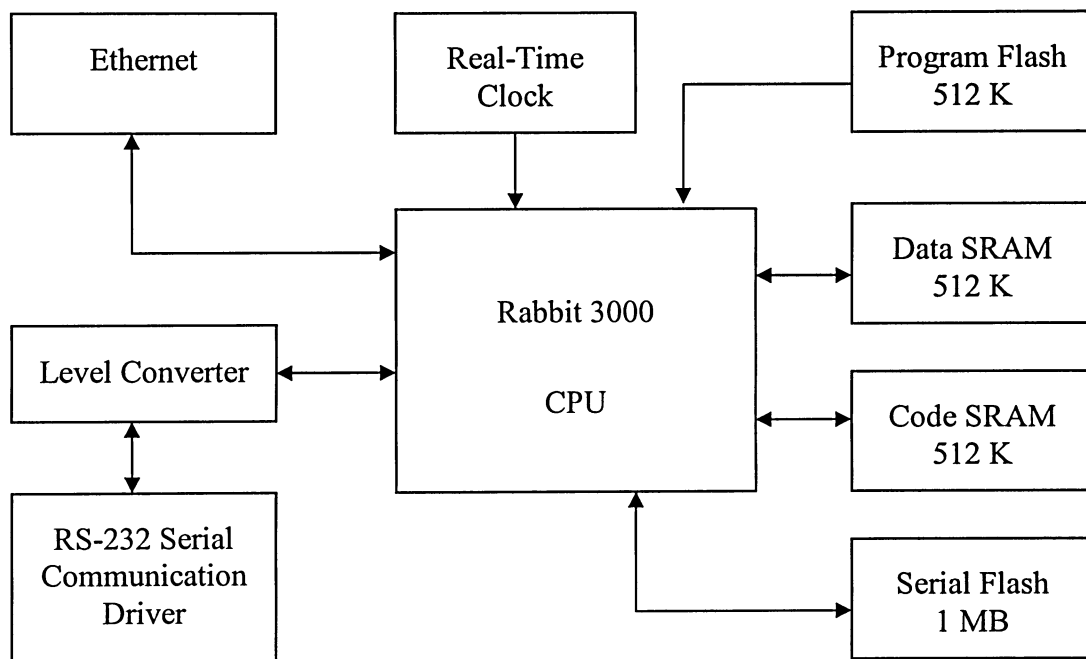 Ethernet
Real-Time
Clock
Program Flash
512 K
Data SRAM
512 K
Rabbit 3000
CPU
Level Converter
Code SRAM
512 K
RS-232 Serial
Communication
Driver
Serial Flash
1 MB